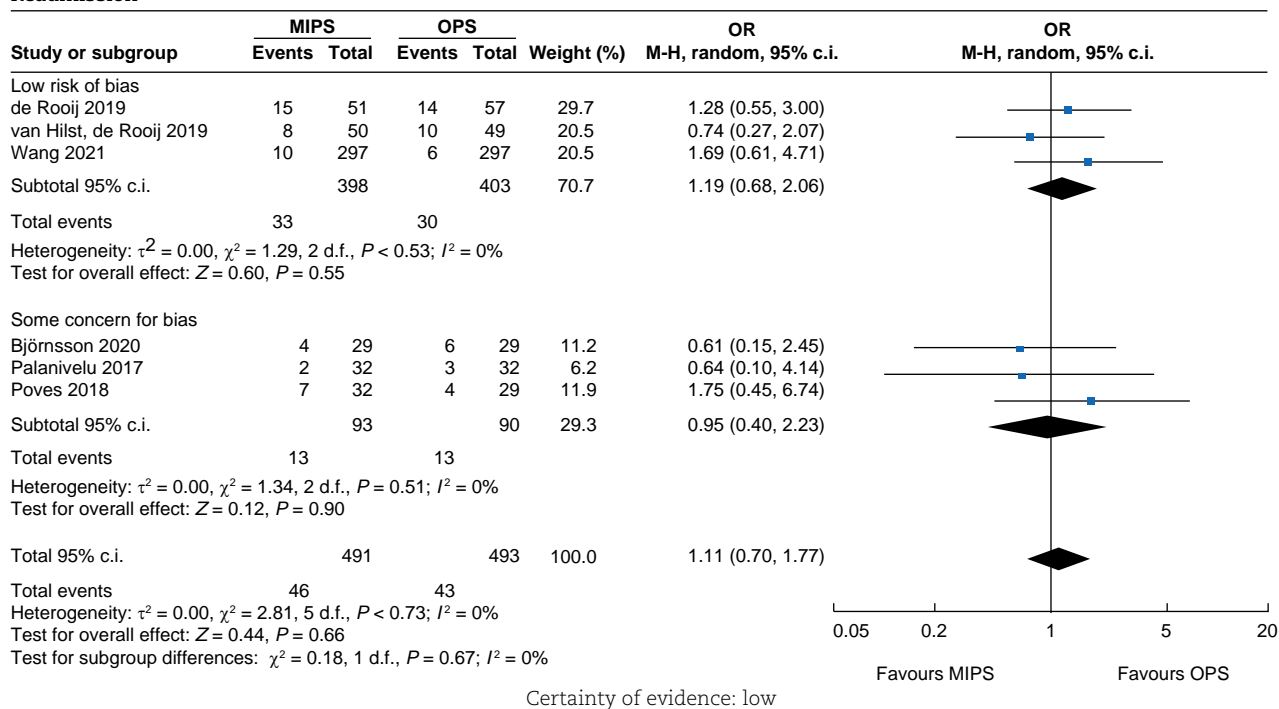 MIPS OPS OR OR
Study or subgroup Events Total Events Total Weight (%) M-H, random, 95% c.i. M-H, random, 95% c.i.
Low risk of bias
de Rooij 2019 15 51 14 57 29.7 1.28 (0.55, 3.00)
van Hilst, de Rooij 2019 8 50 10 49 20.5 0.74 (0.27, 2.07)
Wang 2021 10 297 6 297 20.5 1.69 (0.61, 4.71)
Subtotal 95% c.i. 398 403 70.7 1.19 (0.68, 2.06)
Total events 33 30
Heterogeneity: τ2 = 0.00, χ² = 1.29, 2 d.f., P < 0.53; I² = 0%
Test for overall effect: Z = 0.60, P = 0.55
Some concern for bias
Björnsson 2020 4 29 6 29 11.2 0.61 (0.15, 2.45)
Palanivelu 2017 2 32 3 32 6.2 0.64 (0.10, 4.14)
Poves 2018 7 32 4 29 11.9 1.75 (0.45, 6.74)
Subtotal 95% c.i. 93 90 29.3 0.95 (0.40, 2.23)
Total events 13 13
Heterogeneity: τ² = 0.00, χ² = 1.34, 2 d.f., P = 0.51; I² = 0%
Test for overall effect: Z = 0.12, P = 0.90
Total 95% c.i. 491 493 100.0 1.11 (0.70, 1.77)
Total events 46 43
Heterogeneity: τ² = 0.00, χ² = 2.81, 5 d.f., P < 0.73; I² = 0%
Test for overall effect: Z = 0.44, P = 0.66
Test for subgroup differences: χ² = 0.18, 1 d.f., P = 0.67; I² = 0%
0.05 0.2 1 5 20
Favours MIPS Favours OPS
Certainty of evidence: low